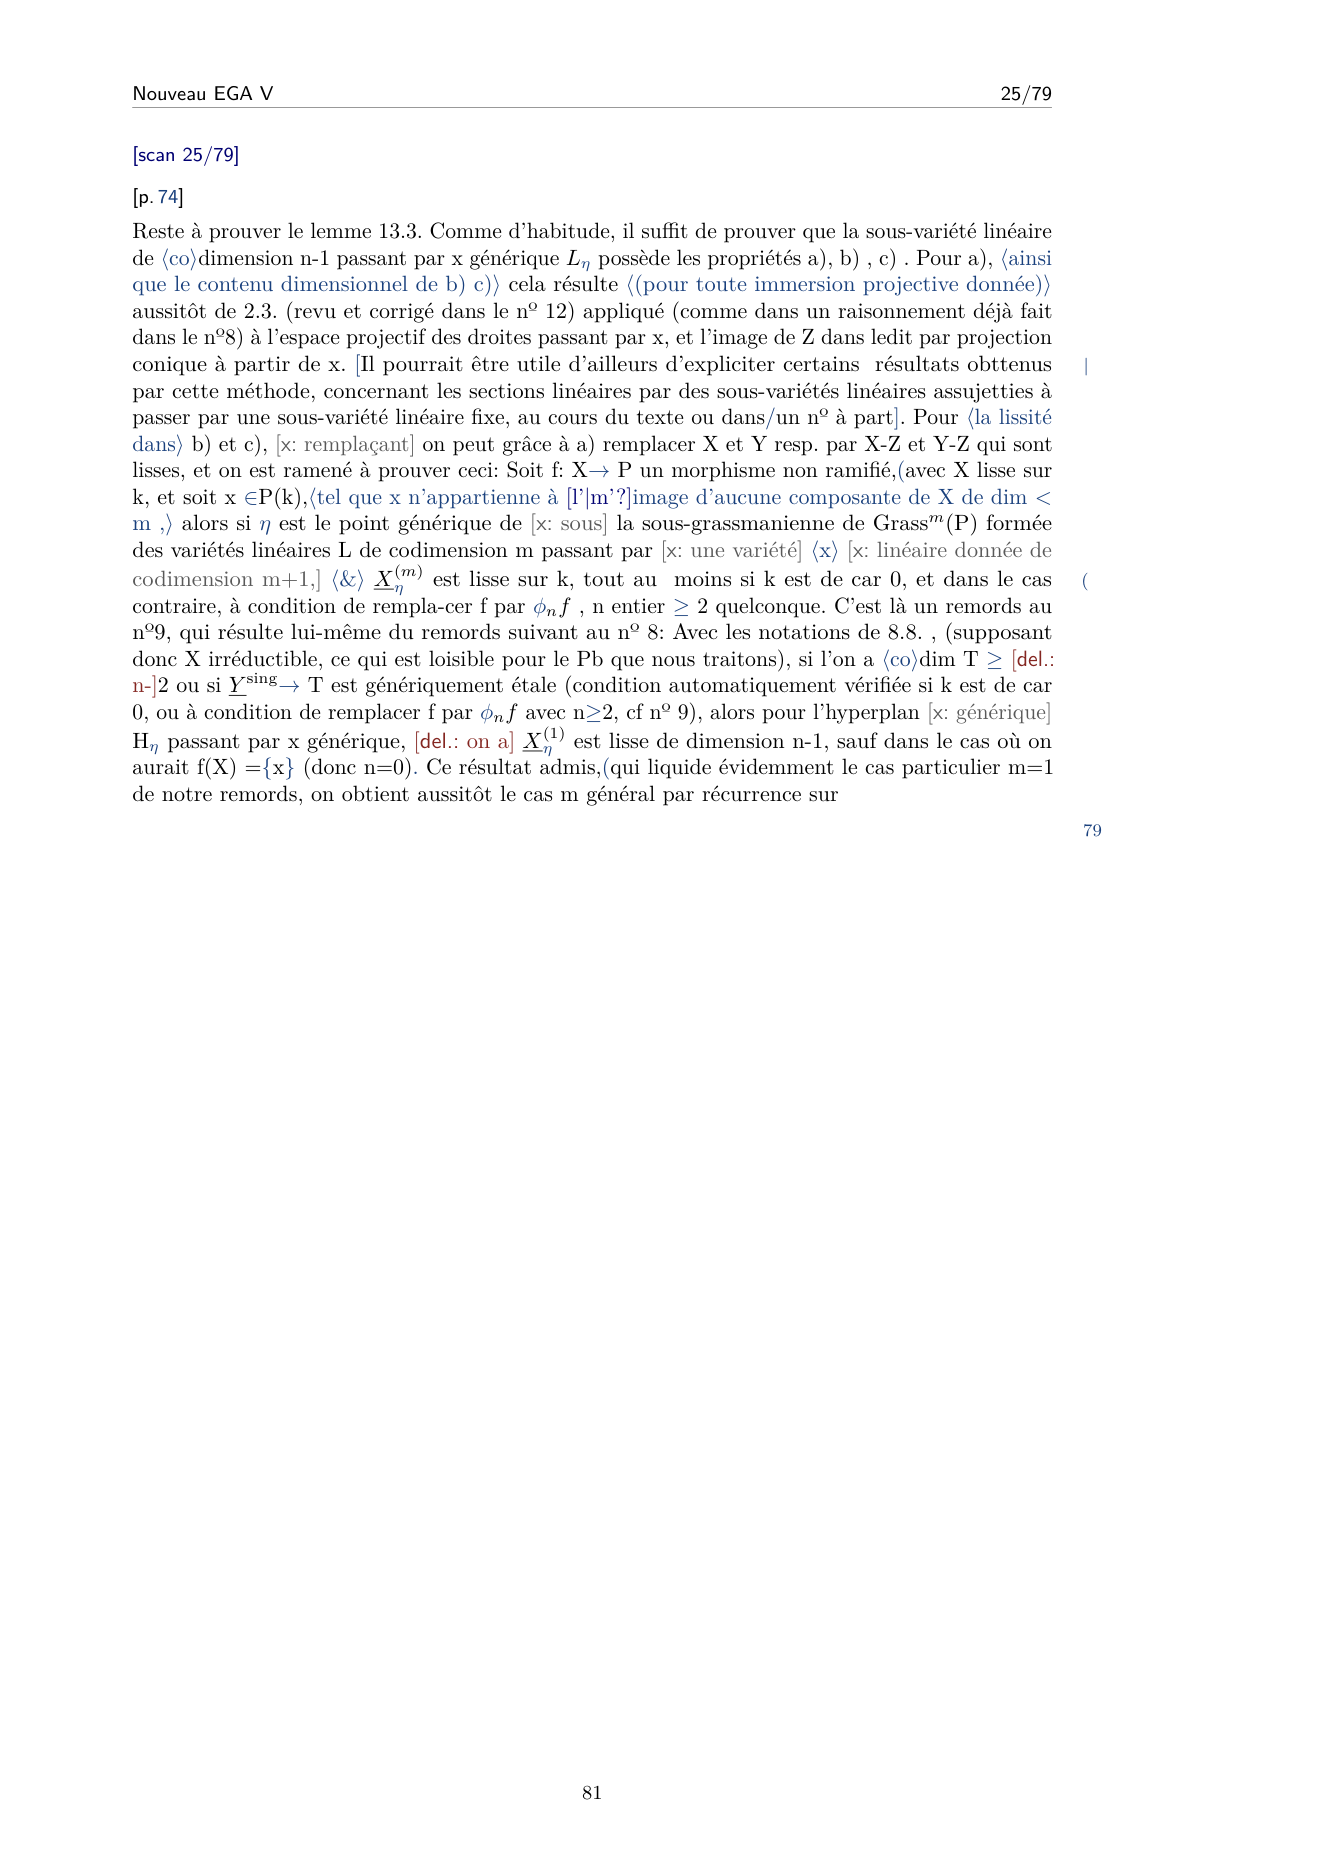 Nouveau EGA V 25/79
[scan 25/79]
[p. 74]
Reste à prouver le lemme 13.3. Comme d'habitude, il suffit de prouver que la sous-variété linéaire
de ⟨co⟩dimension n-1 passant par x générique L_η possède les propriétés a), b) , c) . Pour a), ⟨ainsi
que le contenu dimensionnel de b) c)⟩ cela résulte ⟨(pour toute immersion projective donnée)⟩
aussitôt de 2.3. (revu et corrigé dans le nº 12) appliqué (comme dans un raisonnement déjà fait
dans le nº8) à l'espace projectif des droites passant par x, et l'image de Z dans ledit par projection
conique à partir de x. [Il pourrait être utile d'ailleurs d'expliciter certains résultats obttenus |
par cette méthode, concernant les sections linéaires par des sous-variétés linéaires assujetties à
passer par une sous-variété linéaire fixe, au cours du texte ou dans/un nº à part]. Pour ⟨la lissité
dans⟩ b) et c), [x: remplaçant] on peut grâce à a) remplacer X et Y resp. par X-Z et Y-Z qui sont
lisses, et on est ramené à prouver ceci: Soit f: X→ P un morphisme non ramifié,(avec X lisse sur
k, et soit x ∈P(k),⟨tel que x n'appartienne à [l'|m'?]image d'aucune composante de X de dim <
m ,⟩ alors si η est le point générique de [x: sous] la sous-grassmanienne de Grass^m(P) formée
des variétés linéaires L de codimension m passant par [x: une variété] ⟨x⟩ [x: linéaire donnée de
codimension m+1,] ⟨&⟩ X_η^(m) est lisse sur k, tout au moins si k est de car 0, et dans le cas (
contraire, à condition de rempla-cer f par ϕ_n f , n entier ≥ 2 quelconque. C'est là un remords au
nº9, qui résulte lui-même du remords suivant au nº 8: Avec les notations de 8.8. , (supposant
donc X irréductible, ce qui est loisible pour le Pb que nous traitons), si l'on a ⟨co⟩dim T ≥ [del.:
n-]2 ou si Y^sing→ T est génériquement étale (condition automatiquement vérifiée si k est de car
0, ou à condition de remplacer f par ϕ_n f avec n≥2, cf nº 9), alors pour l'hyperplan [x: générique]
H_η passant par x générique, [del.: on a] X_η^(1) est lisse de dimension n-1, sauf dans le cas où on
aurait f(X) ={x} (donc n=0). Ce résultat admis,(qui liquide évidemment le cas particulier m=1
de notre remords, on obtient aussitôt le cas m général par récurrence sur
79
81